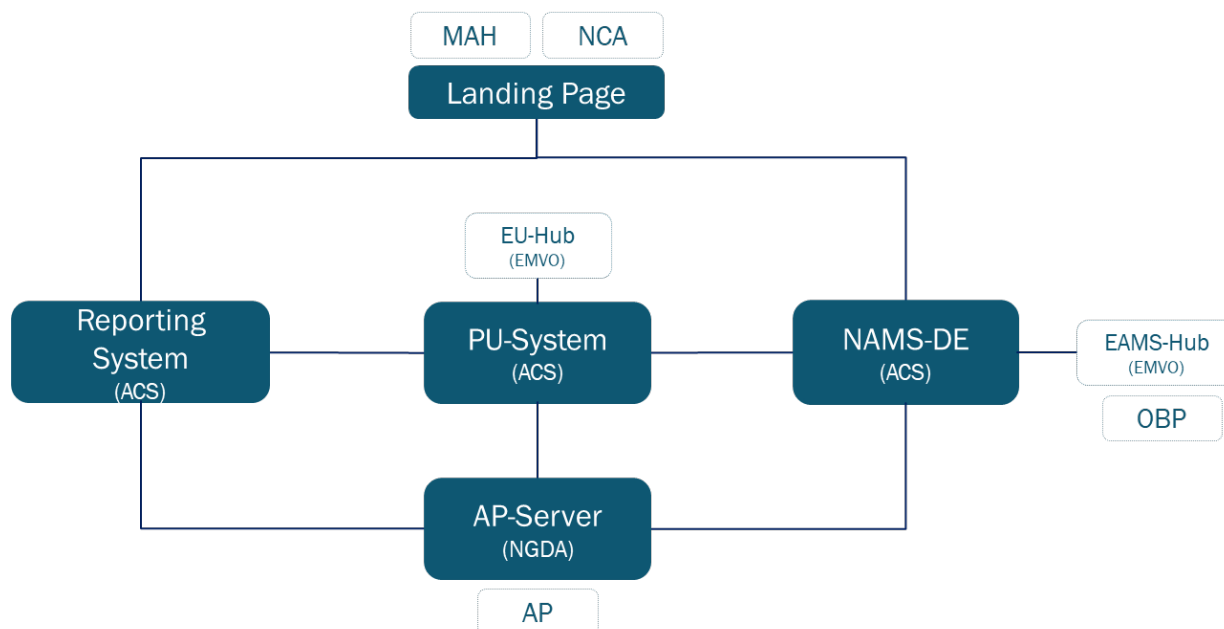 MAH
NCA
Landing Page
EU-Hub
(EMVO)
Reporting
System
(ACS)
PU-System
(ACS)
NAMS-DE
(ACS)
EAMS-Hub
(EMVO)
OBP
AP-Server
(NGDA)
AP